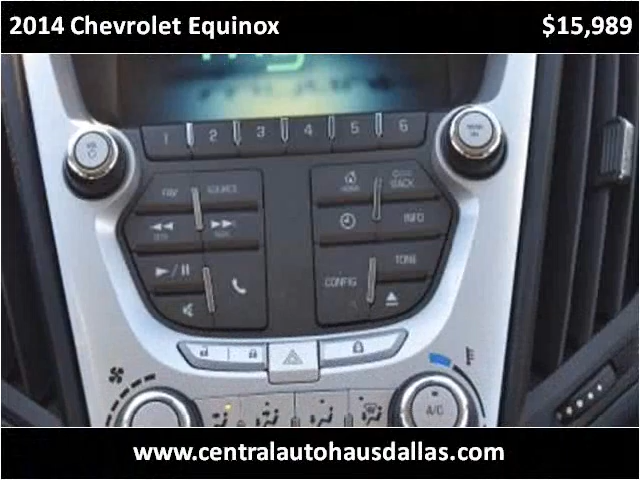 2014 Chevrolet Equinox $15,989
1 2 3 4 5 6
FAV SOURCE
HOME BACK
INFO
TONE
CONFIG
A/C
www.centralautohausdallas.com